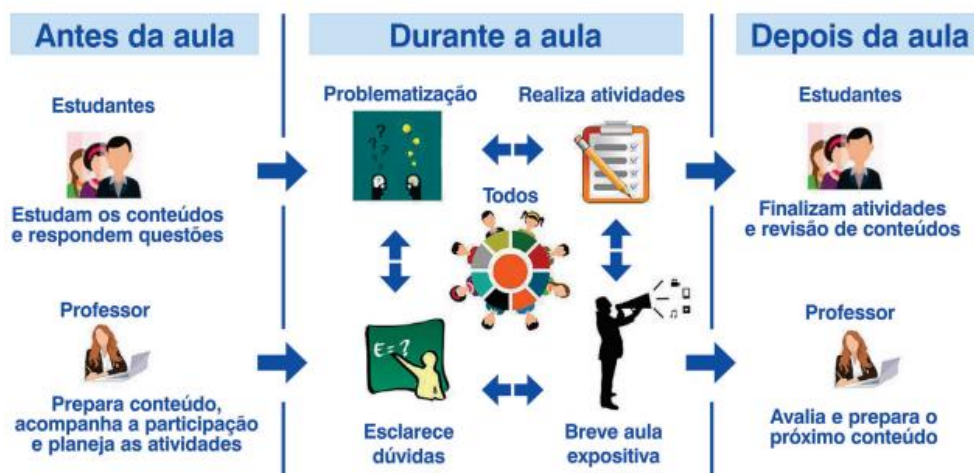 Antes da aula
Estudantes
Estudam os conteúdos
e respondem questões
Professor
Prepara conteúdo,
acompanha a participação
e planeja as atividades
Durante a aula
Problematização
Realiza atividades
? ?
? ?
?
Todos
E=?
Esclarece
dúvidas
Breve aula
expositiva
Depois da aula
Estudantes
Finalizam atividades
e revisão de conteúdos
Professor
Avalia e prepara o
próximo conteúdo